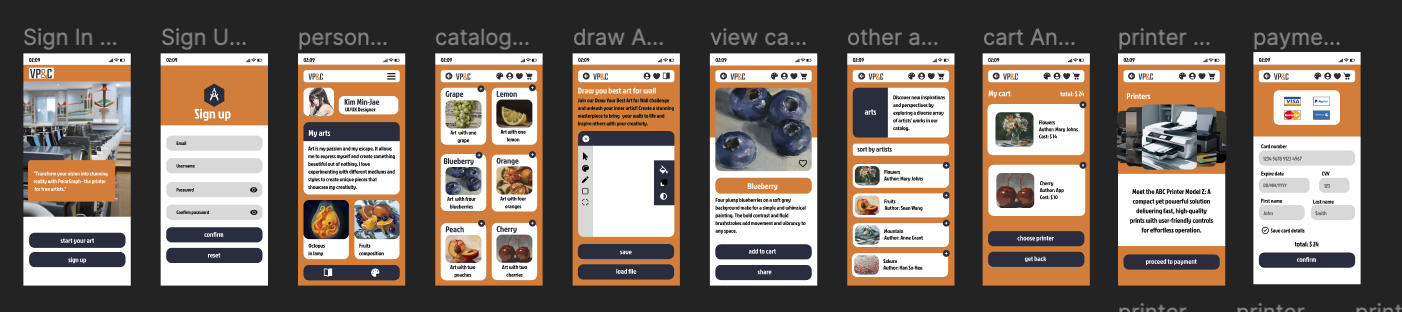 Sign In ...
Sign U...
person...
catalog...
draw A...
view ca...
other a...
cart An...
printer ...
payme...
02:09
VP&C
"Transform your vision into stunning
reality with PolarGraph - the printer
for true artists."
start your art
sign up
02:09
Sign up
Email
Username
Password
Confirm password
confirm
reset
02:09
VP&C
Kim Min-Jae
UI/UX Designer
My arts
Art is my passion and my escape. It allows
me to express myself and create something
beautiful out of nothing. I love
experimenting with different mediums and
styles to create unique pieces that
showcase my creativity.
Octopus
in lamp
Fruits
composition
02:09
VP&C
Grape
Art with one
grape
Lemon
Art with one
lemon
Blueberry
Art with frour
blueberries
Orange
Art with four
oranges
Peach
Art with two
peaches
Cherry
Art with two
cherries
02:09
VP&C
Draw you best art for wall
Join our Draw Your Best Art for Wall challenge
and unleash your inner artist! Create a stunning
masterpiece to bring your walls to life and
inspire others with your creativity.
save
load file
02:09
VP&C
Blueberry
Four plump blueberries on a soft grey
background make for a simple and whimsical
painting. The bold contrast and fluid
brushstrokes add movement and vibrancy to
any space.
add to cart
share
02:09
VP&C
arts
Discover new inspirations
and perspectives by
exploring a diverse array
of artists' works in our
catalog.
sort by artists
Flowers
Author: Mary Johns
Fruits
Author: Sean Wang
Mountain
Author: Anne Grant
Sakura
Author: Han So-Hee
02:09
VP&C
My cart
total: $ 24
Flowers
Author: Mary Johns
Cost: $ 14
Cherry
Author: App
Cost: $ 10
choose printer
get back
02:09
VP&C
Printers
Meet the ABC Printer Model Z: A
compact yet powerful solution
delivering fast, high-quality
prints with user-friendly controls
for effortless operation.
proceed to payment
02:09
VP&C
VISA
PayPal
Card number
1234 5678 9123 4567
Expire date
CVV
DD/MM/YYYY
123
First name
Last name
John
Smith
Save card details
total: $ 24
confirm
printer
printer